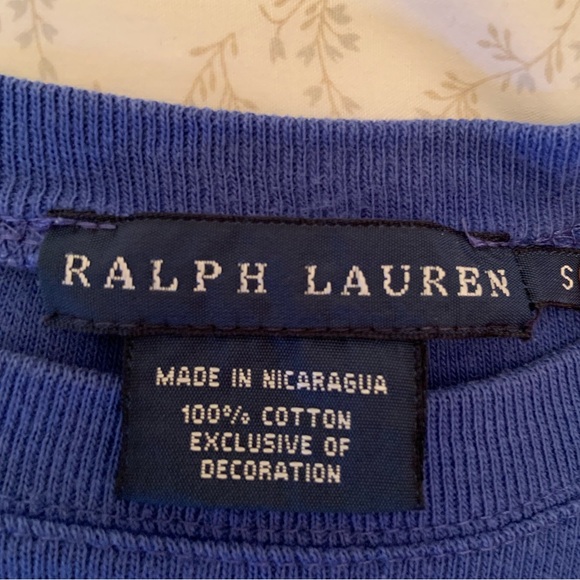 RALPH LAUREN
S
MADE IN NICARAGUA
100% COTTON
EXCLUSIVE OF
DECORATION